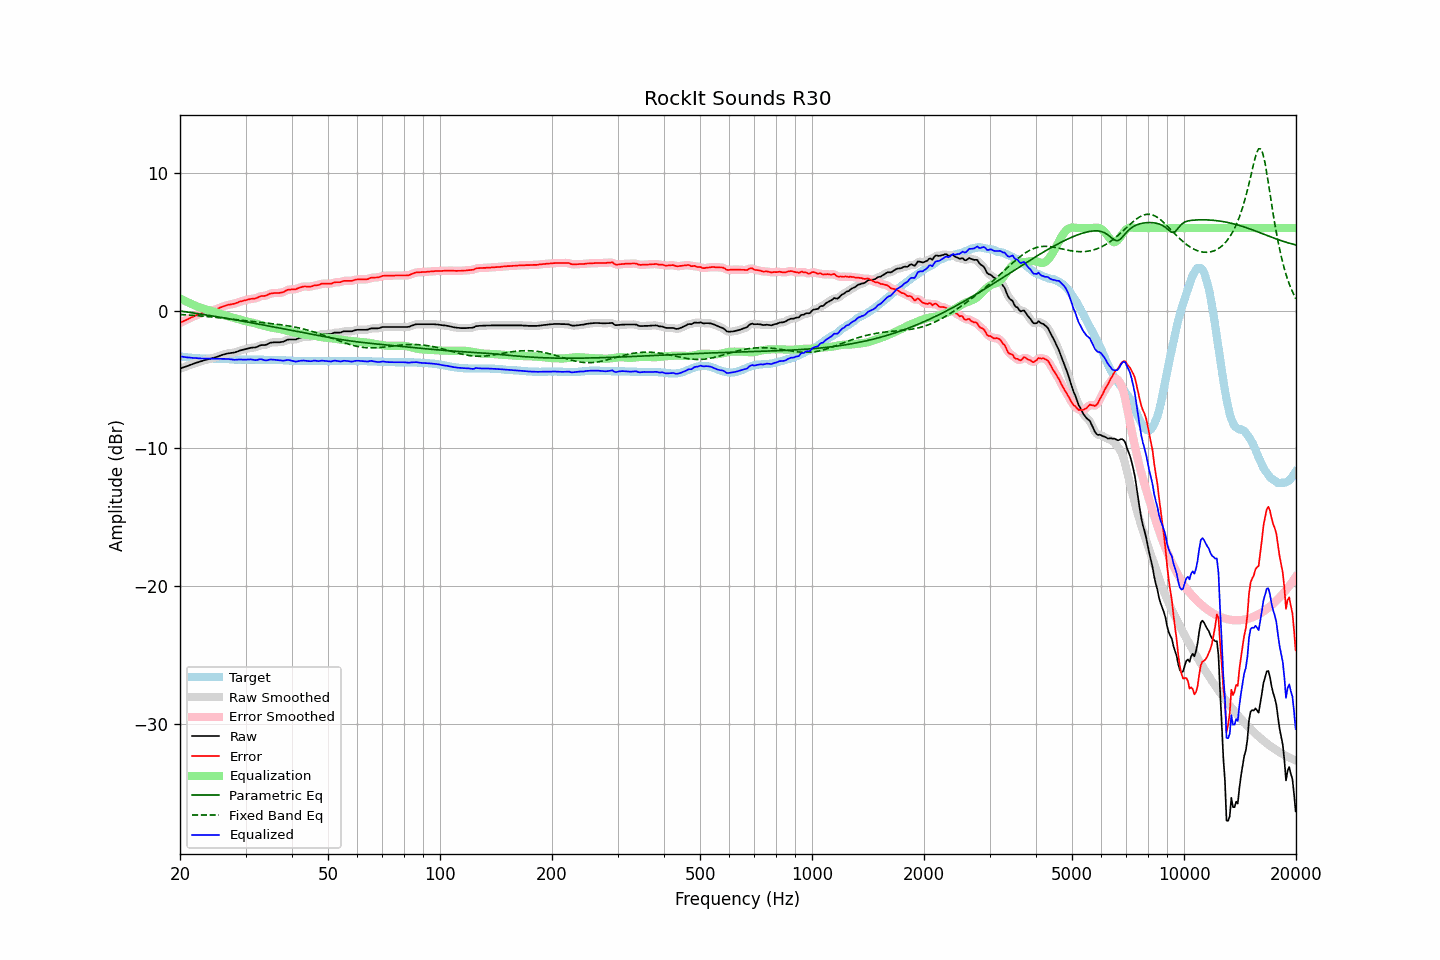 RockIt Sounds R30
Amplitude (dBr)
10
0
−10
−20
−30
Target
Raw Smoothed
Error Smoothed
Raw
Error
Equalization
Parametric Eq
Fixed Band Eq
Equalized
20 50 100 200 500 1000 2000 5000 10000 20000
Frequency (Hz)